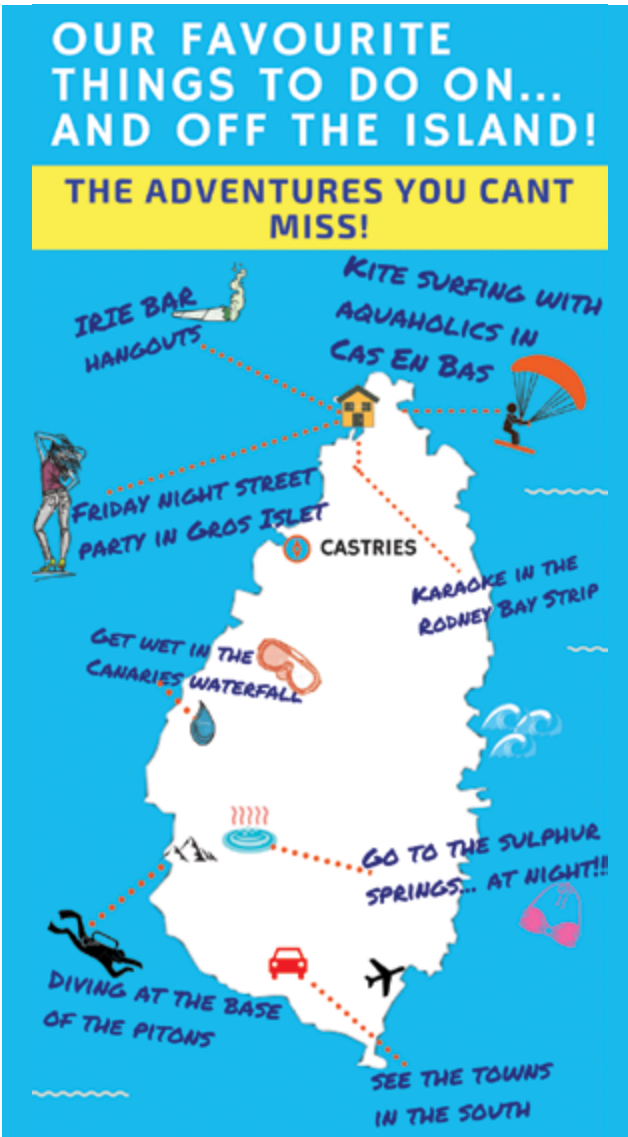 OUR FAVOURITE
THINGS TO DO ON...
AND OFF THE ISLAND!
THE ADVENTURES YOU CANT
MISS!
IRIE BAR
HANGOUTS
KITE SURFING WITH
AQUAHOLICS IN
CAS EN BAS
FRIDAY NIGHT STREET
PARTY IN GROS ISLET
CASTRIES
KARAOKE IN THE
RODNEY BAY STRIP
GET WET IN THE
CANARIES WATERFALL
GO TO THE SULPHUR
SPRINGS... AT NIGHT!!!
DIVING AT THE BASE
OF THE PITONS
SEE THE TOWNS
IN THE SOUTH